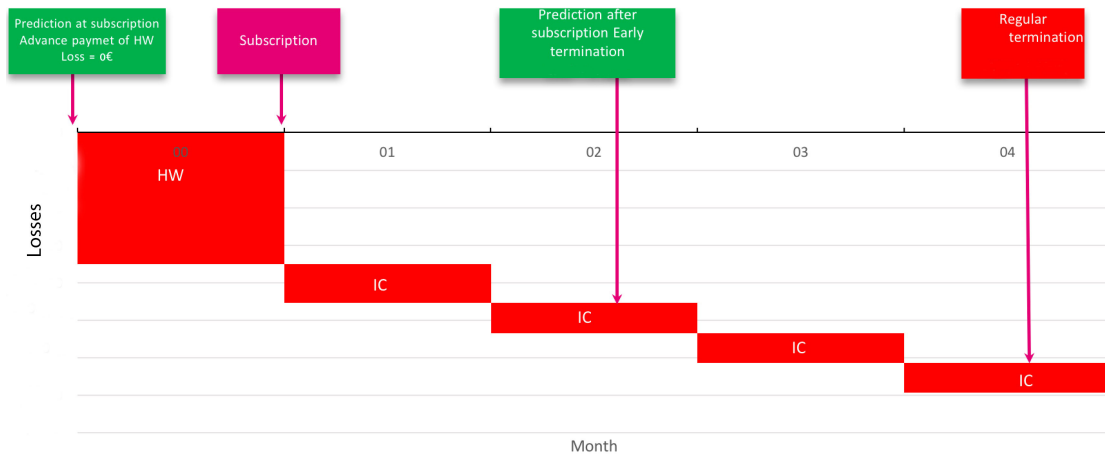 Prediction at subscription
Advance paymet of HW
Loss = 0€
Subscription
Prediction after
subscription Early
termination
Regular
termination
00
01
02
03
04
HW
Losses
IC
IC
IC
IC
Month